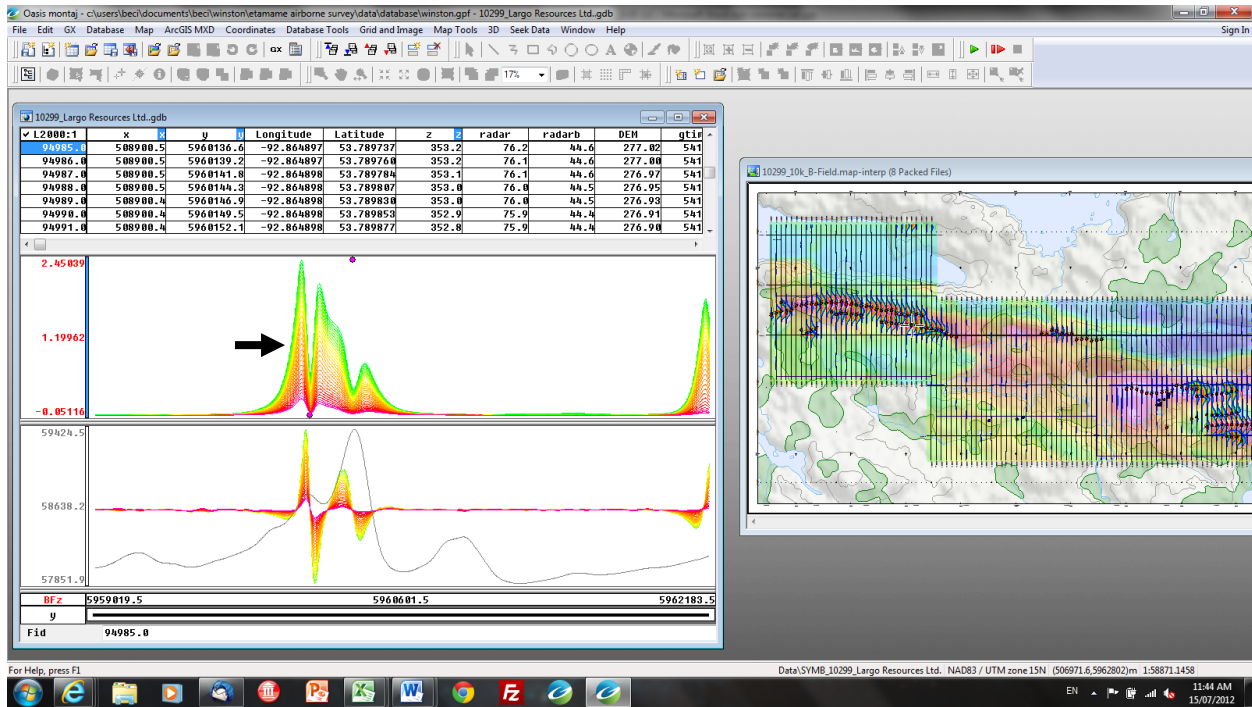 Oasis montaj - c:\users\beci\documents\beci\winston\etamame airborne survey\data\database\winston.gpf - 10299_Largo Resources Ltd..gdb
File Edit GX Database Map ArcGIS MXD Coordinates Database Tools Grid and Image Map Tools 3D Seek Data Window Help Sign In
GX
17%
10299_Largo Resources Ltd..gdb
✓ L2000:1 x x y y Longitude Latitude z z radar radarb DEM gtim
94985.0 508900.5 5960136.6 -92.864897 53.789737 353.2 76.2 44.6 277.02 541
94986.0 508900.5 5960139.2 -92.864897 53.789760 353.2 76.1 44.6 277.00 541
94987.0 508900.5 5960141.8 -92.864898 53.789784 353.1 76.1 44.6 276.97 541
94988.0 508900.5 5960144.3 -92.864898 53.789807 353.0 76.0 44.5 276.95 541
94989.0 508900.4 5960146.9 -92.864898 53.789830 353.0 76.0 44.5 276.93 541
94990.0 508900.4 5960149.5 -92.864898 53.789853 352.9 75.9 44.4 276.91 541
94991.0 508900.4 5960152.1 -92.864898 53.789877 352.8 75.9 44.4 276.90 541
10299_10k_B-Field.map-interp (8 Packed Files)
2.45039
1.19962
-0.05116
59424.5
58638.2
57851.9
BFz 5959019.5 5960601.5 5962183.5
y
Fid 94985.0
For Help, press F1 Data\SYMB_10299_Largo Resources Ltd. NAD83 / UTM zone 15N (506971.6,5962802)m 1:58871.1458
EN 11:44 AM
15/07/2012